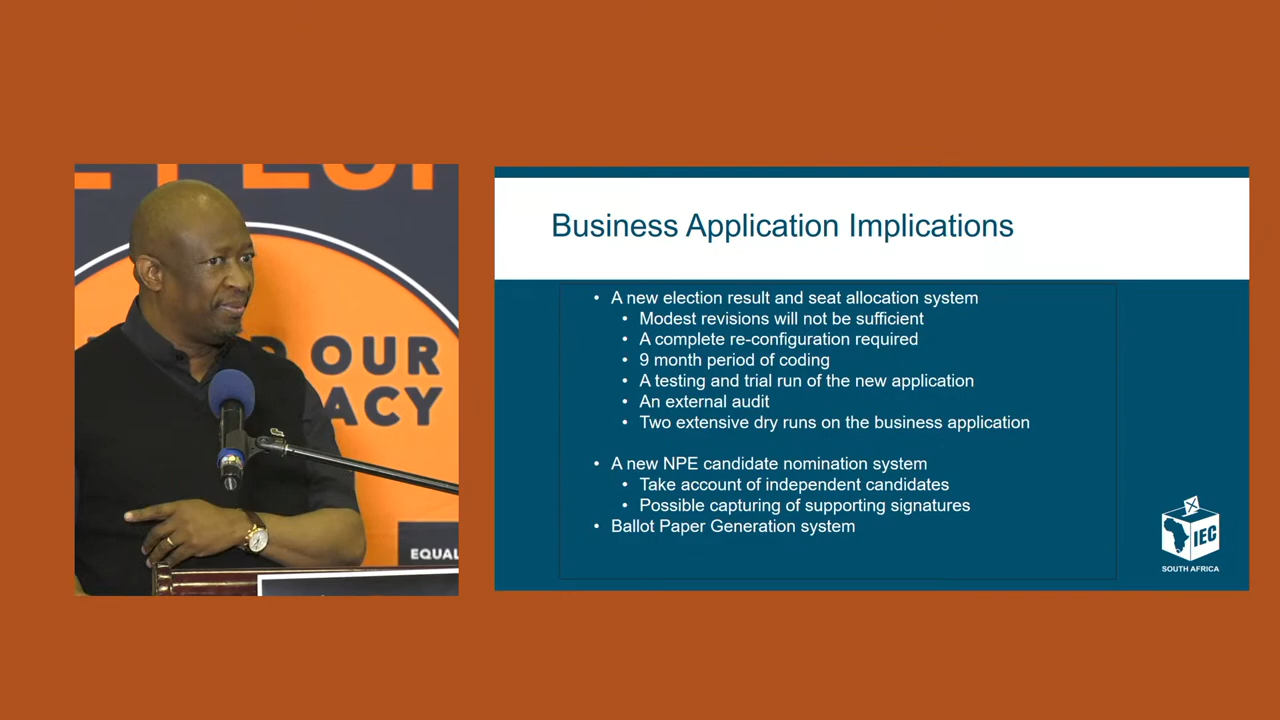 OUR
ACY
EQUAL
Business Application Implications
• A new election result and seat allocation system
• Modest revisions will not be sufficient
• A complete re-configuration required
• 9 month period of coding
• A testing and trial run of the new application
• An external audit
• Two extensive dry runs on the business application
• A new NPE candidate nomination system
• Take account of independent candidates
• Possible capturing of supporting signatures
• Ballot Paper Generation system
IEC
SOUTH AFRICA